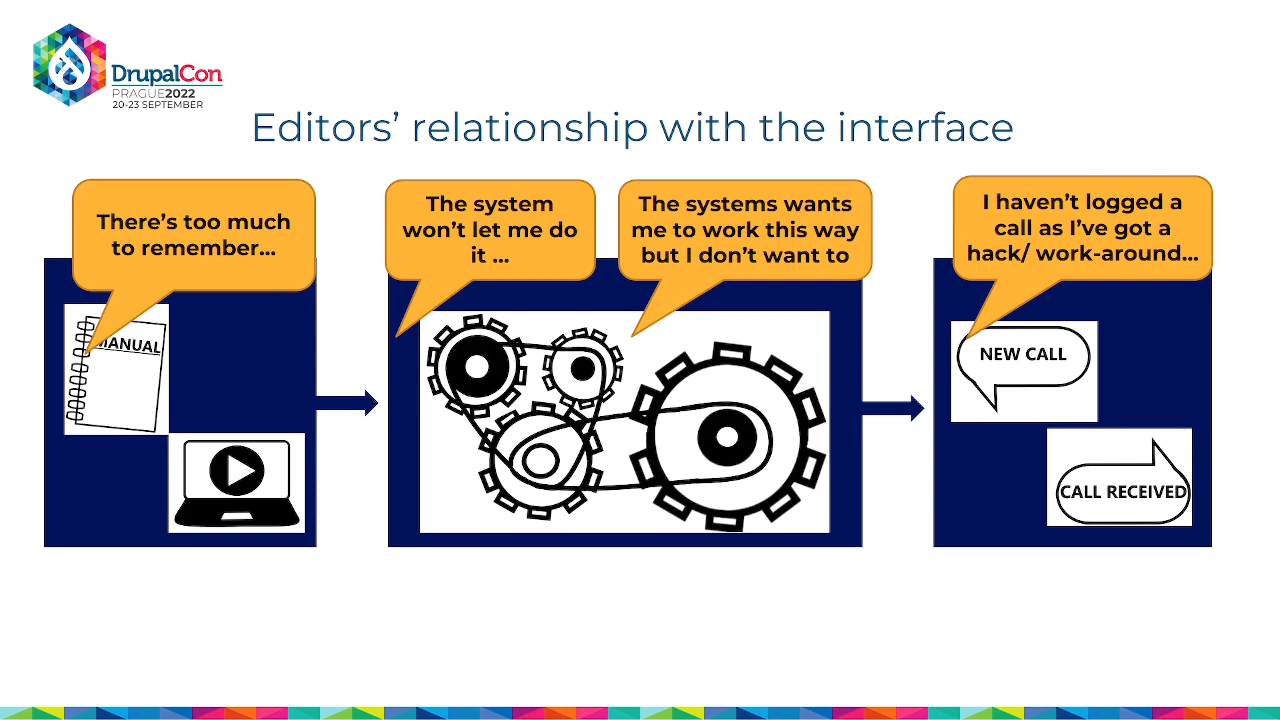 DrupalCon
PRAGUE2022
20-23 SEPTEMBER
Editors’ relationship with the interface
There’s too much
to remember...
The system
won’t let me do
it ...
The systems wants
me to work this way
but I don’t want to
I haven’t logged a
call as I’ve got a
hack/ work-around...
MANUAL
NEW CALL
CALL RECEIVED